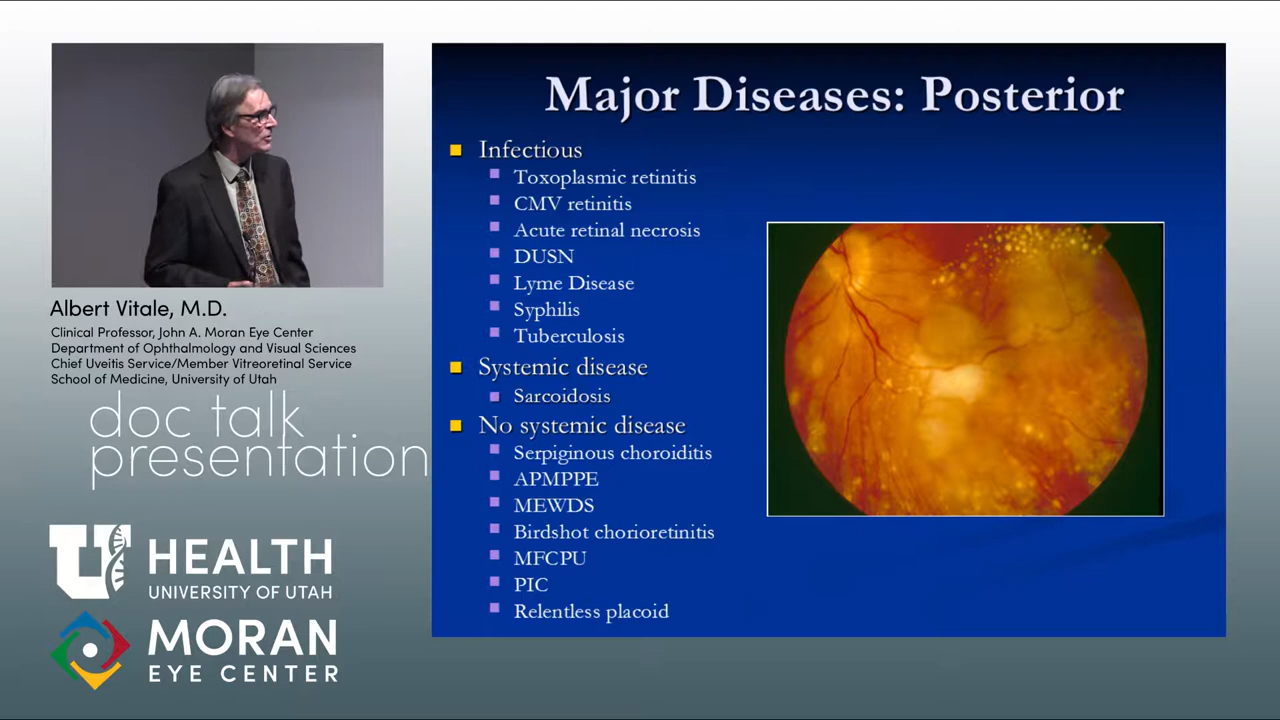 Major Diseases: Posterior
Infectious
Toxoplasmic retinitis
CMV retinitis
Acute retinal necrosis
DUSN
Lyme Disease
Syphilis
Tuberculosis
Systemic disease
Sarcoidosis
No systemic disease
Serpiginous choroiditis
APMPPE
MEWDS
Birdshot chorioretinitis
MFCPU
PIC
Relentless placoid
Albert Vitale, M.D.
Clinical Professor, John A. Moran Eye Center
Department of Ophthalmology and Visual Sciences
Chief Uveitis Service/Member Vitreoretinal Service
School of Medicine, University of Utah
doc talk
presentation
U HEALTH
UNIVERSITY OF UTAH
MORAN
EYE CENTER